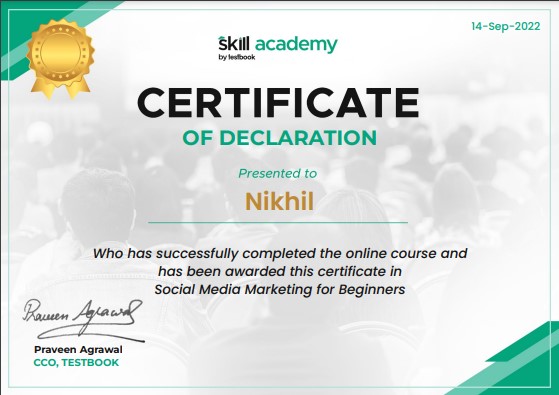 14-Sep-2022
skill academy
by testbook
CERTIFICATE
OF DECLARATION
Presented to
Nikhil
Who has successfully completed the online course and
has been awarded this certificate in
Social Media Marketing for Beginners
Praveen Agrawal
Praveen Agrawal
CCO, TESTBOOK